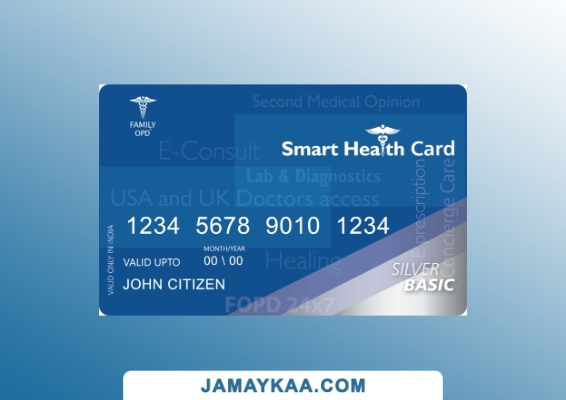 Second Medical Opinion
FAMILY
OPD
E-Consult
Smart Health Card
Lab & Diagnostics
USA and UK Doctors access
Eprescription
Concierge Care
1234 5678 9010 1234
VALID ONLY IN INDIA
MONTH/YEAR
VALID UPTO 00 \ 00
Healing
SILVER
BASIC
JOHN CITIZEN
FOPD 24x7
JAMAYKAA.COM